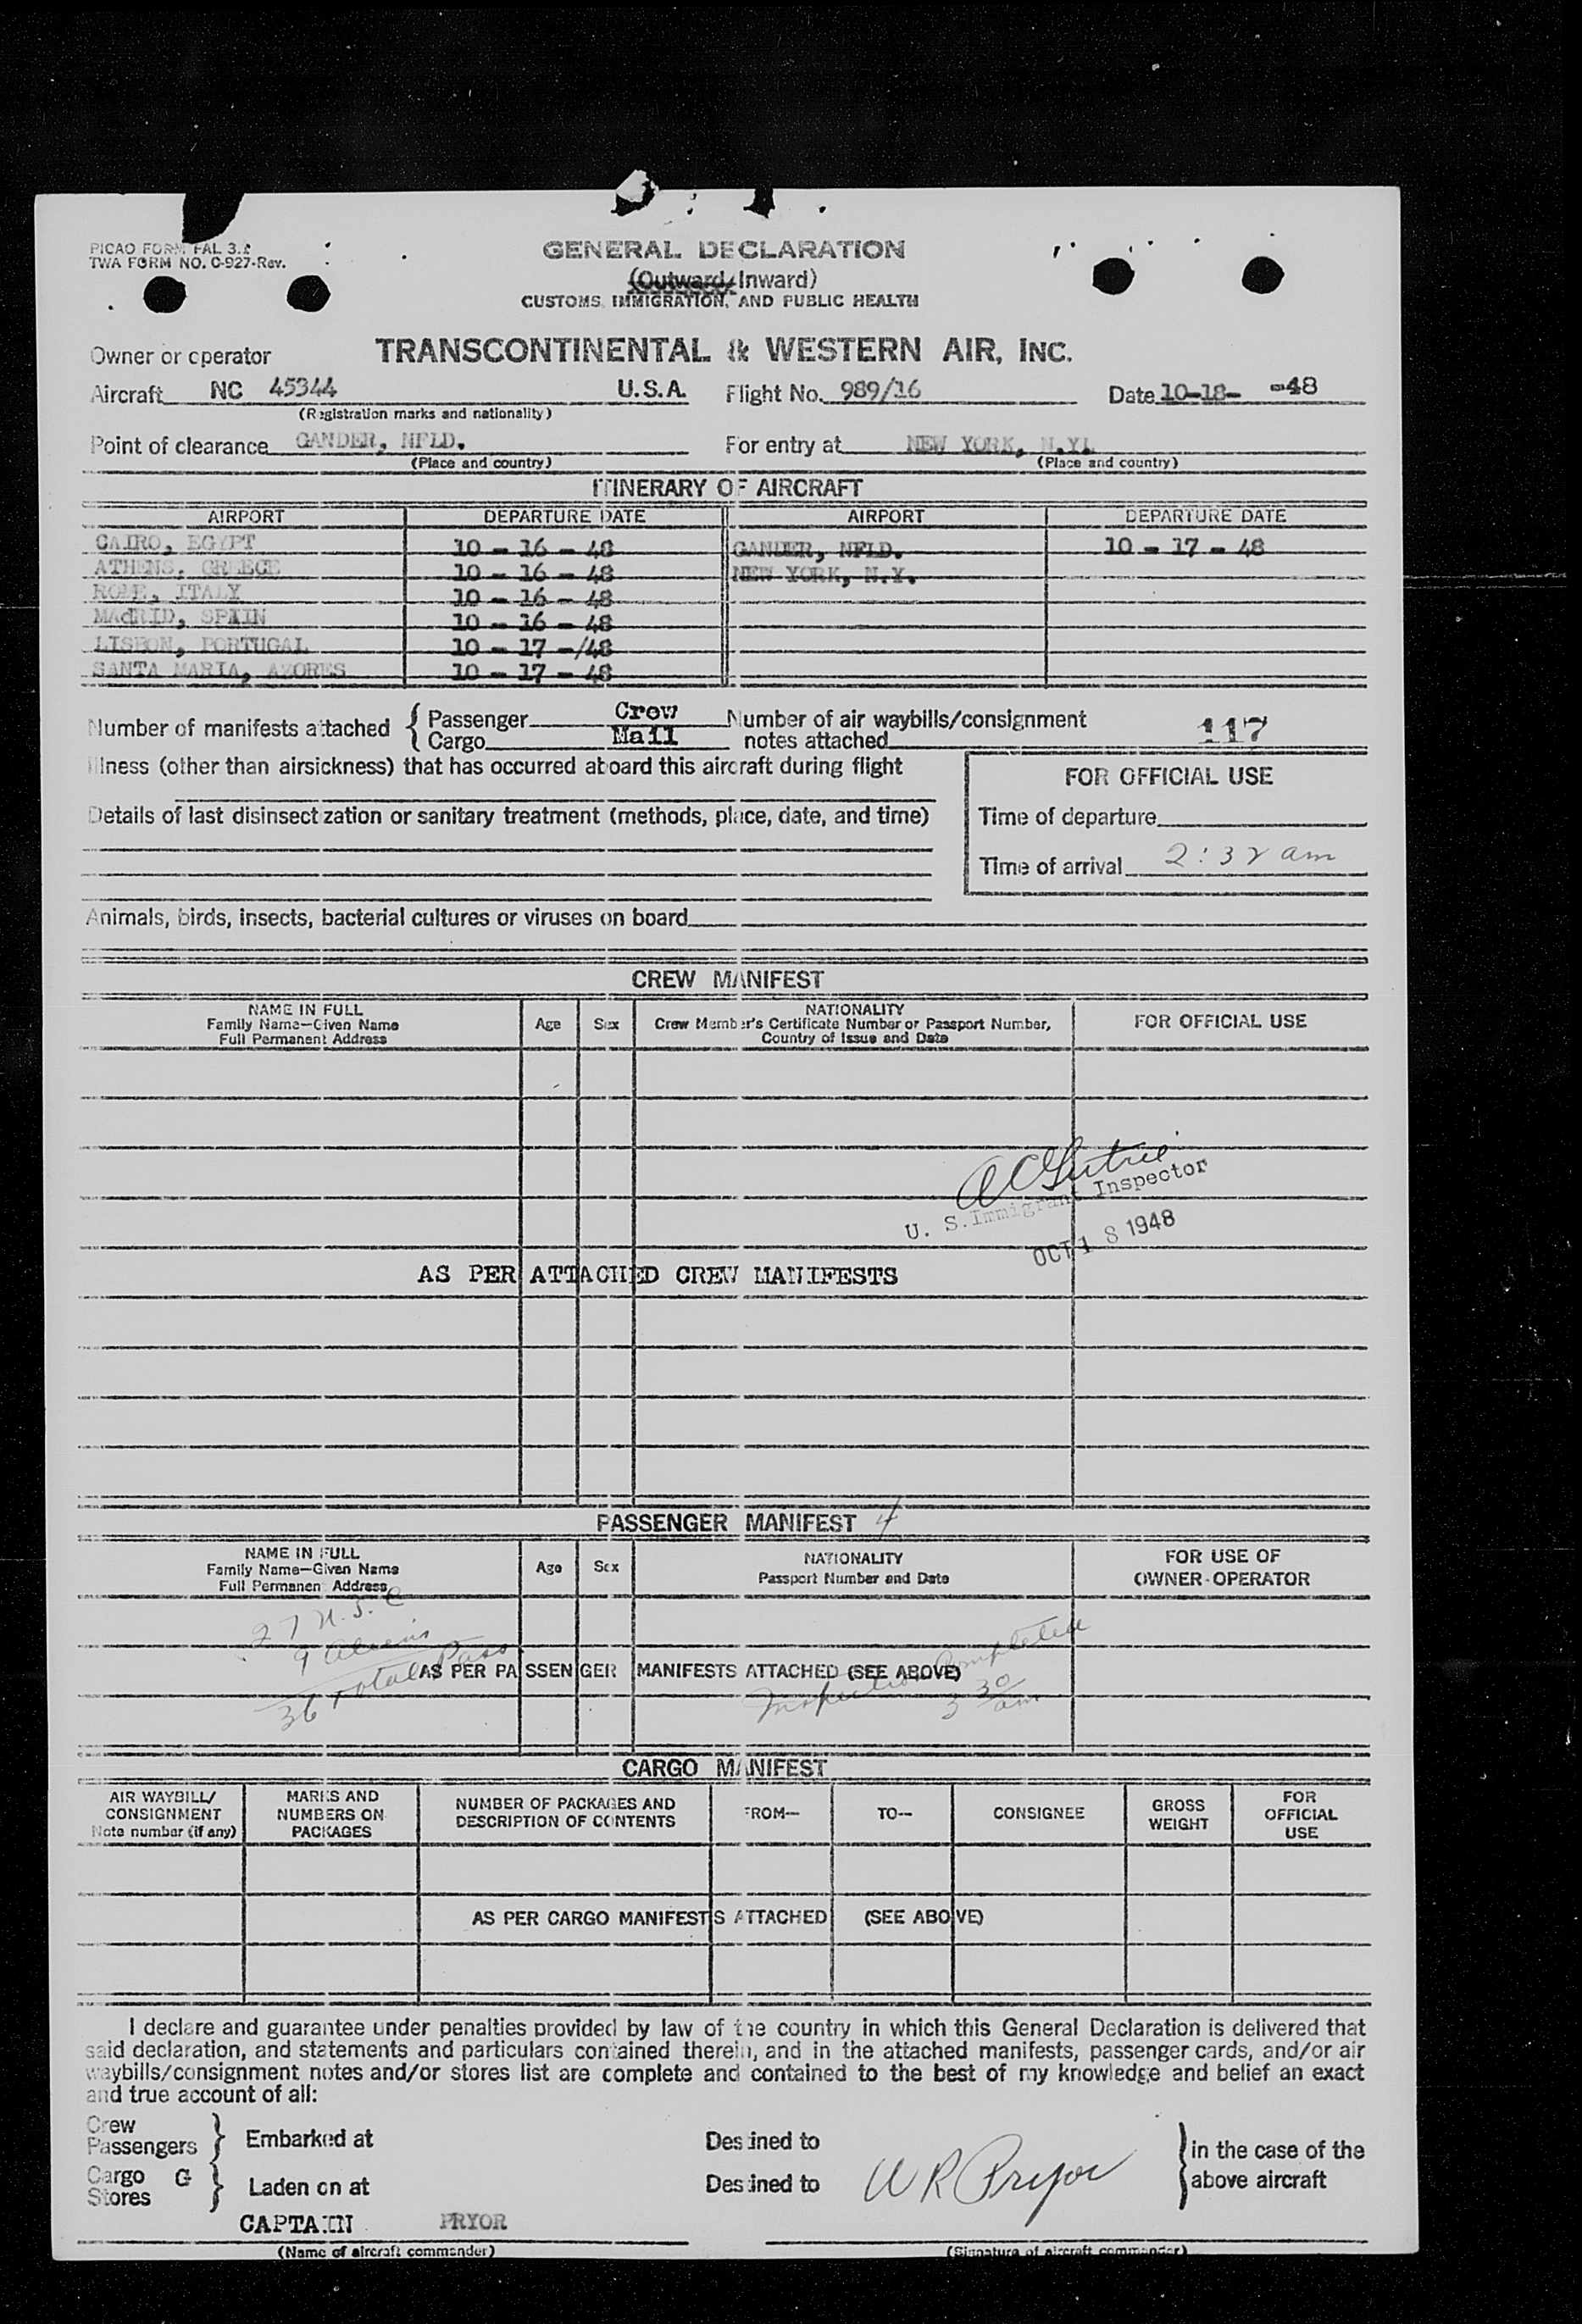 PICAO FORM FAL 3.2
TWA FORM NO. C-927-Rev.
GENERAL DECLARATION
(Outward/Inward)
CUSTOMS, IMMIGRATION, AND PUBLIC HEALTH
Owner or operator TRANSCONTINENTAL & WESTERN AIR, INC.
Aircraft NC 45344 U.S.A. Flight No. 989/16 Date 10-18- -48
(Registration marks and nationality)
Point of clearance GANDER, NFLD. For entry at NEW YORK, N.Y.
(Place and country) (Place and country)
ITINERARY OF AIRCRAFT
AIRPORT DEPARTURE DATE AIRPORT DEPARTURE DATE
CAIRO, EGYPT 10 - 16 - 48 GANDER, NFLD. 10 - 17 - 48
ATHENS. GREECE 10 - 16 - 48 NEW YORK, N.Y.
ROME, ITALY 10 - 16 - 48
MAdRID, SPAIN 10 - 16 - 48
LISBON, PORTUGAL 10 - 17 -/48
SANTA MARIA, AZORES 10 - 17 - 48
Number of manifests attached { Passenger Crew Number of air waybills/consignment 117
Cargo Mail notes attached
Illness (other than airsickness) that has occurred aboard this aircraft during flight
FOR OFFICIAL USE
Details of last disinsectization or sanitary treatment (methods, place, date, and time)
Time of departure
Time of arrival 2:32 am
Animals, birds, insects, bacterial cultures or viruses on board
CREW MANIFEST
NAME IN FULL
Family Name—Given Name
Full Permanent Address
Age Sex
NATIONALITY
Crew Member's Certificate Number or Passport Number,
Country of Issue and Date
FOR OFFICIAL USE
U. S. Immigrant Inspector
OCT 18 1948
AS PER ATTACHED CREW MANIFESTS
PASSENGER MANIFEST 4
NAME IN FULL
Family Name—Given Name
Full Permanent Address
Age Sex
NATIONALITY
Passport Number and Date
FOR USE OF
OWNER-OPERATOR
27 U.S.C
9 Aliens
36 Total Pass
AS PER PASSENGER MANIFESTS ATTACHED (SEE ABOVE)
Inspection Completed
3 30 am
CARGO MANIFEST
AIR WAYBILL/
CONSIGNMENT
Note number (if any)
MARKS AND
NUMBERS ON
PACKAGES
NUMBER OF PACKAGES AND
DESCRIPTION OF CONTENTS
FROM—
TO—
CONSIGNEE
GROSS
WEIGHT
FOR
OFFICIAL
USE
AS PER CARGO MANIFESTS ATTACHED (SEE ABOVE)
I declare and guarantee under penalties provided by law of the country in which this General Declaration is delivered that
said declaration, and statements and particulars contained therein, and in the attached manifests, passenger cards, and/or air
waybills/consignment notes and/or stores list are complete and contained to the best of my knowledge and belief an exact
and true account of all:
Crew
Passengers } Embarked at Destined to
Cargo G
Stores } Laden on at Destined to
W R Pryor
} in the case of the
above aircraft
CAPTAIN PRYOR
(Name of aircraft commander) (Signature of aircraft commander)